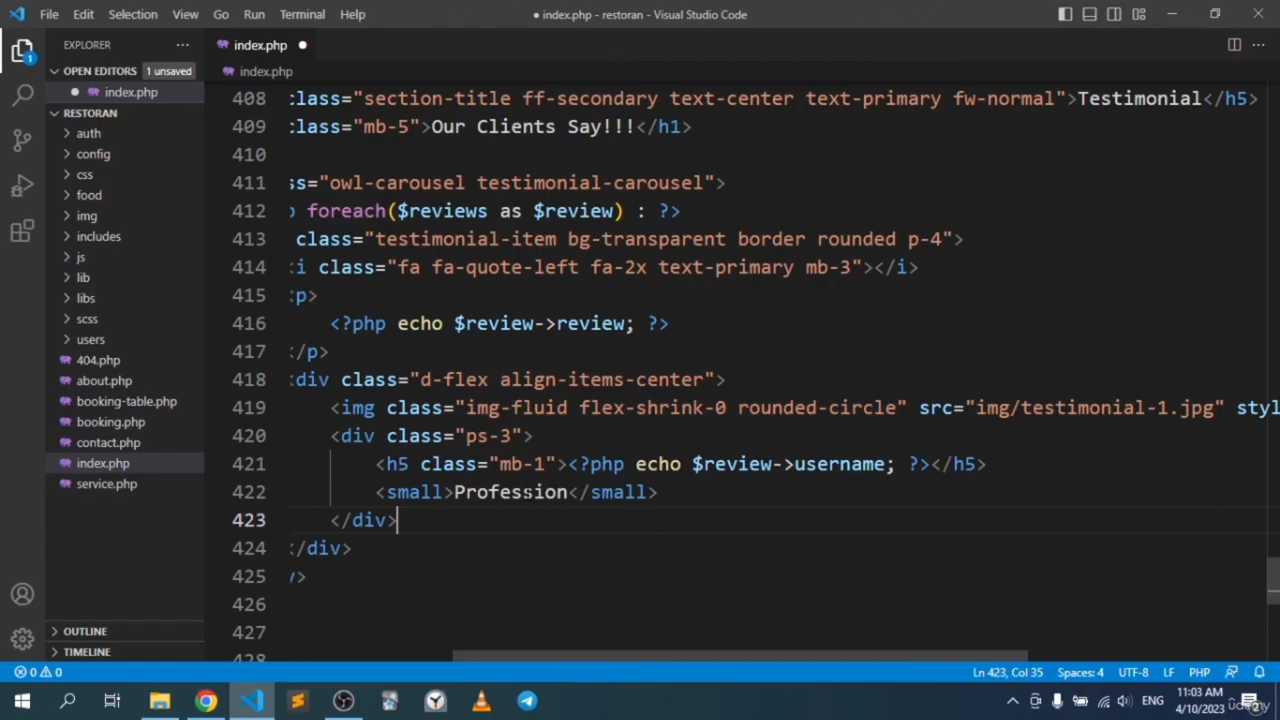 File Edit Selection View Go Run Terminal Help
● index.php - restoran - Visual Studio Code
EXPLORER
index.php
OPEN EDITORS 1 unsaved
index.php
index.php
RESTORAN
auth
config
css
food
img
includes
js
lib
libs
scss
users
404.php
about.php
booking-table.php
booking.php
contact.php
index.php
service.php
OUTLINE
TIMELINE
408 class="section-title ff-secondary text-center text-primary fw-normal">Testimonial</h5>
409 class="mb-5">Our Clients Say!!!</h1>
410
411 ss="owl-carousel testimonial-carousel">
412 foreach($reviews as $review) : ?>
413 class="testimonial-item bg-transparent border rounded p-4">
414 i class="fa fa-quote-left fa-2x text-primary mb-3"></i>
415 p>
416 <?php echo $review->review; ?>
417 </p>
418 div class="d-flex align-items-center">
419 <img class="img-fluid flex-shrink-0 rounded-circle" src="img/testimonial-1.jpg" styl
420 <div class="ps-3">
421 <h5 class="mb-1"><?php echo $review->username; ?></h5>
422 <small>Profession</small>
423 </div>
424 </div>
425 v>
426
427
0 0
Ln 423, Col 35 Spaces: 4 UTF-8 LF PHP
ENG
11:03 AM
4/10/2023
udemy